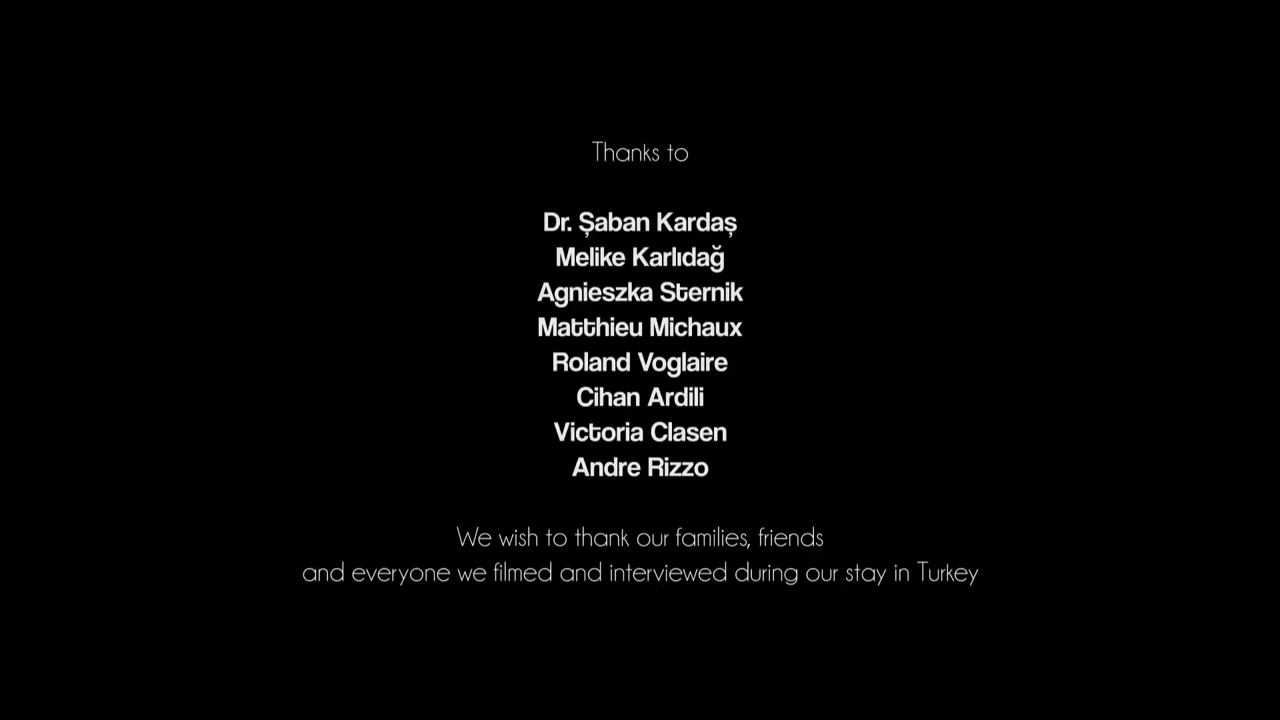 Thanks to
Dr. Şaban Kardaş
Melike Karlıdağ
Agnieszka Sternik
Matthieu Michaux
Roland Voglaire
Cihan Ardili
Victoria Clasen
Andre Rizzo
We wish to thank our families, friends
and everyone we filmed and interviewed during our stay in Turkey